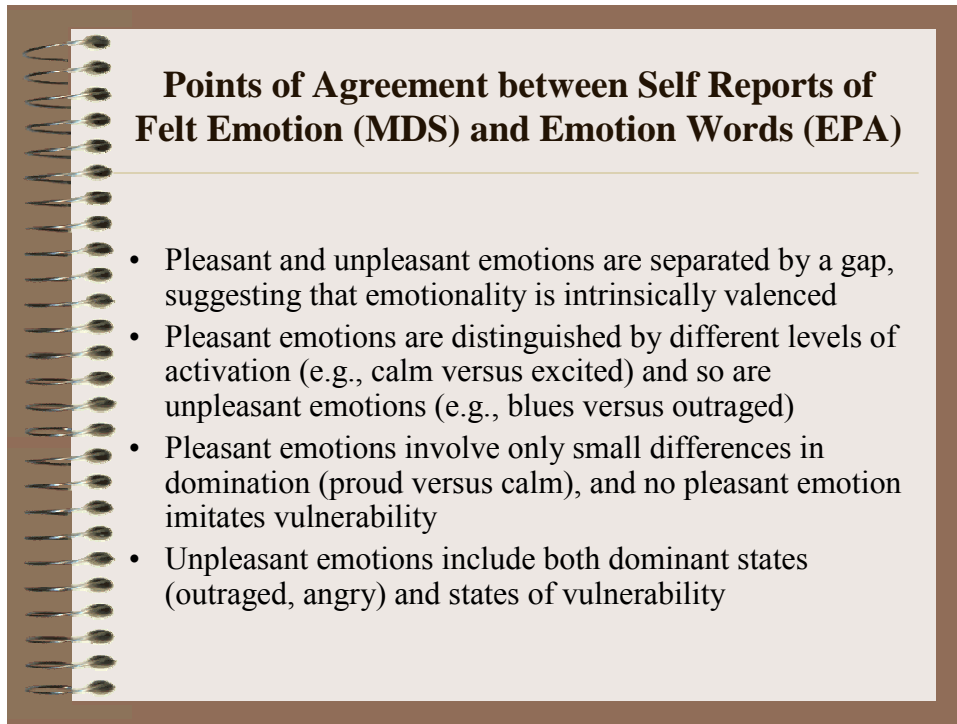 Points of Agreement between Self Reports of
Felt Emotion (MDS) and Emotion Words (EPA)
• Pleasant and unpleasant emotions are separated by a gap,
suggesting that emotionality is intrinsically valenced
• Pleasant emotions are distinguished by different levels of
activation (e.g., calm versus excited) and so are
unpleasant emotions (e.g., blues versus outraged)
• Pleasant emotions involve only small differences in
domination (proud versus calm), and no pleasant emotion
imitates vulnerability
• Unpleasant emotions include both dominant states
(outraged, angry) and states of vulnerability